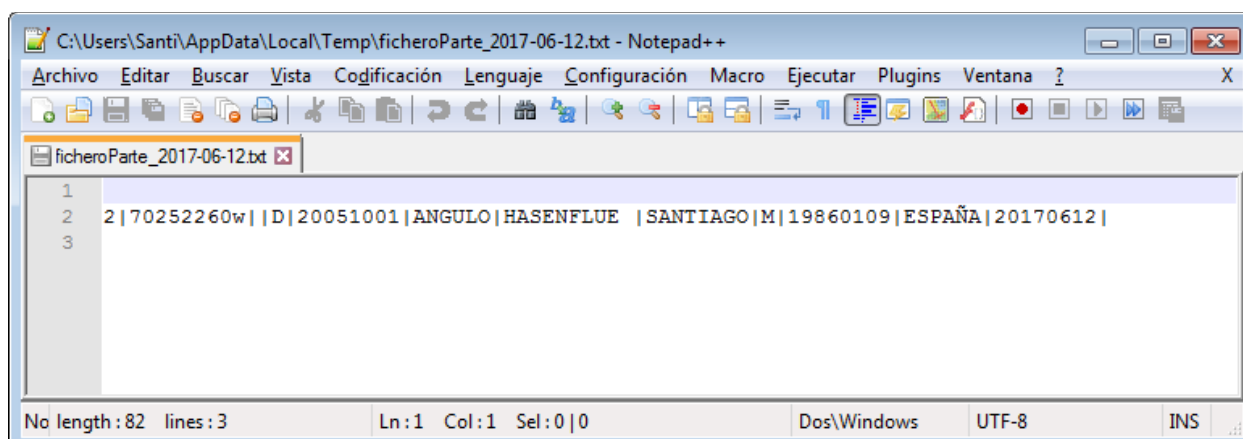 C:\Users\Santi\AppData\Local\Temp\ficheroParte_2017-06-12.txt - Notepad++
Archivo Editar Buscar Vista Codificación Lenguaje Configuración Macro Ejecutar Plugins Ventana ? X
ficheroParte_2017-06-12.txt
1
2 2|70252260w||D|20051001|ANGULO|HASENFLUE |SANTIAGO|M|19860109|ESPAÑA|20170612|
3
No length : 82 lines : 3 Ln : 1 Col : 1 Sel : 0 | 0 Dos\Windows UTF-8 INS